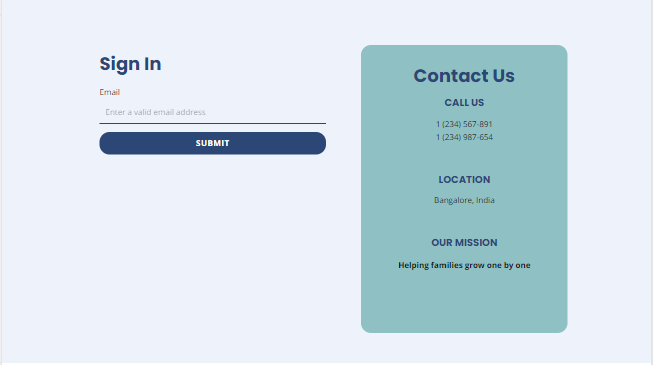 Sign In
Email
Enter a valid email address
SUBMIT
Contact Us
CALL US
1 (234) 567-891
1 (234) 987-654
LOCATION
Bangalore, India
OUR MISSION
Helping families grow one by one